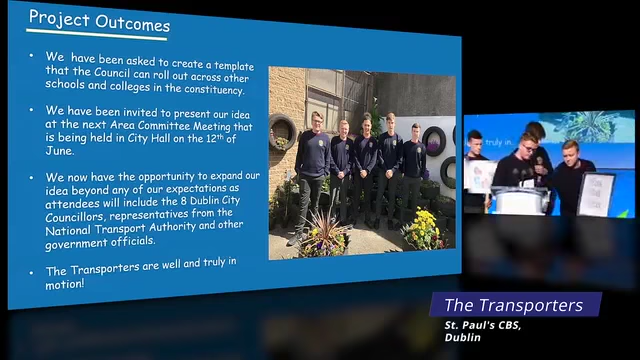 Project Outcomes
• We have been asked to create a template
that the Council can roll out across other
schools and colleges in the constituency.
• We have been invited to present our idea
at the next Area Committee Meeting that
is being held in City Hall on the 12th of
June.
• We now have the opportunity to expand our
idea beyond any of our expectations as
attendees will include the 8 Dublin City
Councillors, representatives from the
National Transport Authority and other
government officials.
• The Transporters are well and truly in
motion!
truly in
The Transporters
St. Paul's CBS,
Dublin